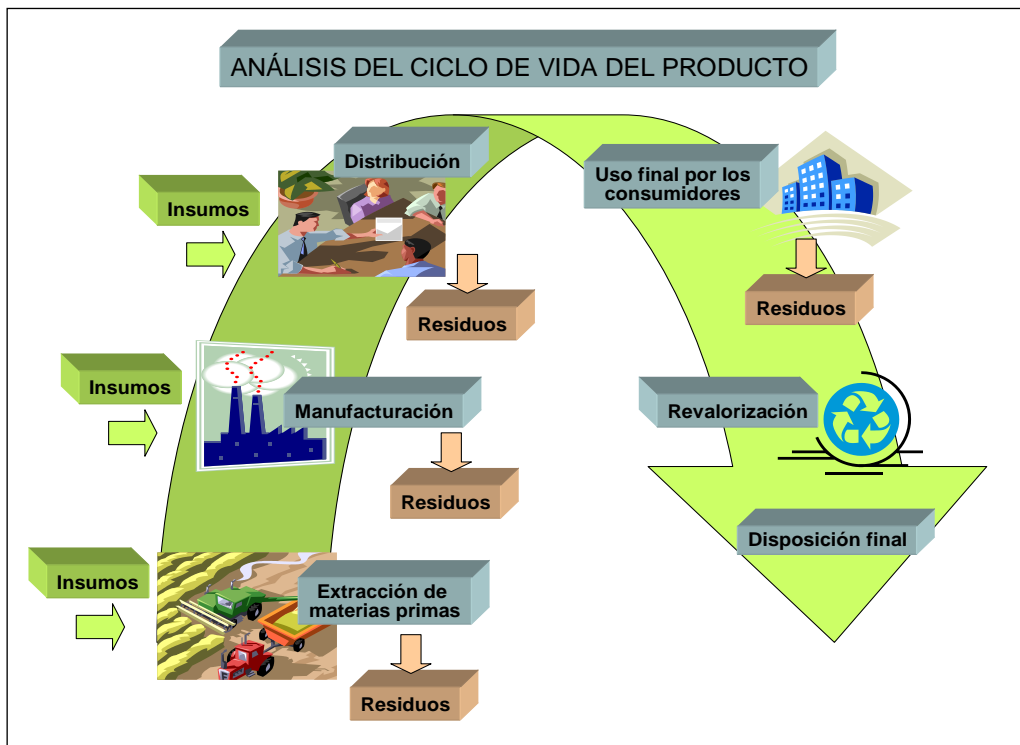 ANÁLISIS DEL CICLO DE VIDA DEL PRODUCTO
Distribución
Insumos
Residuos
Insumos
Manufacturación
Residuos
Insumos
Extracción de
materias primas
Residuos
Uso final por los
consumidores
Residuos
Revalorización
Disposición final